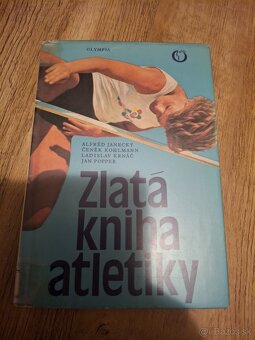 OLYMPIA
ALFRÉD JANECKÝ
ČENĚK KOHLMANN
LADISLAV KRNÁČ
JAN POPPER
Zlatá
kniha
atletiky